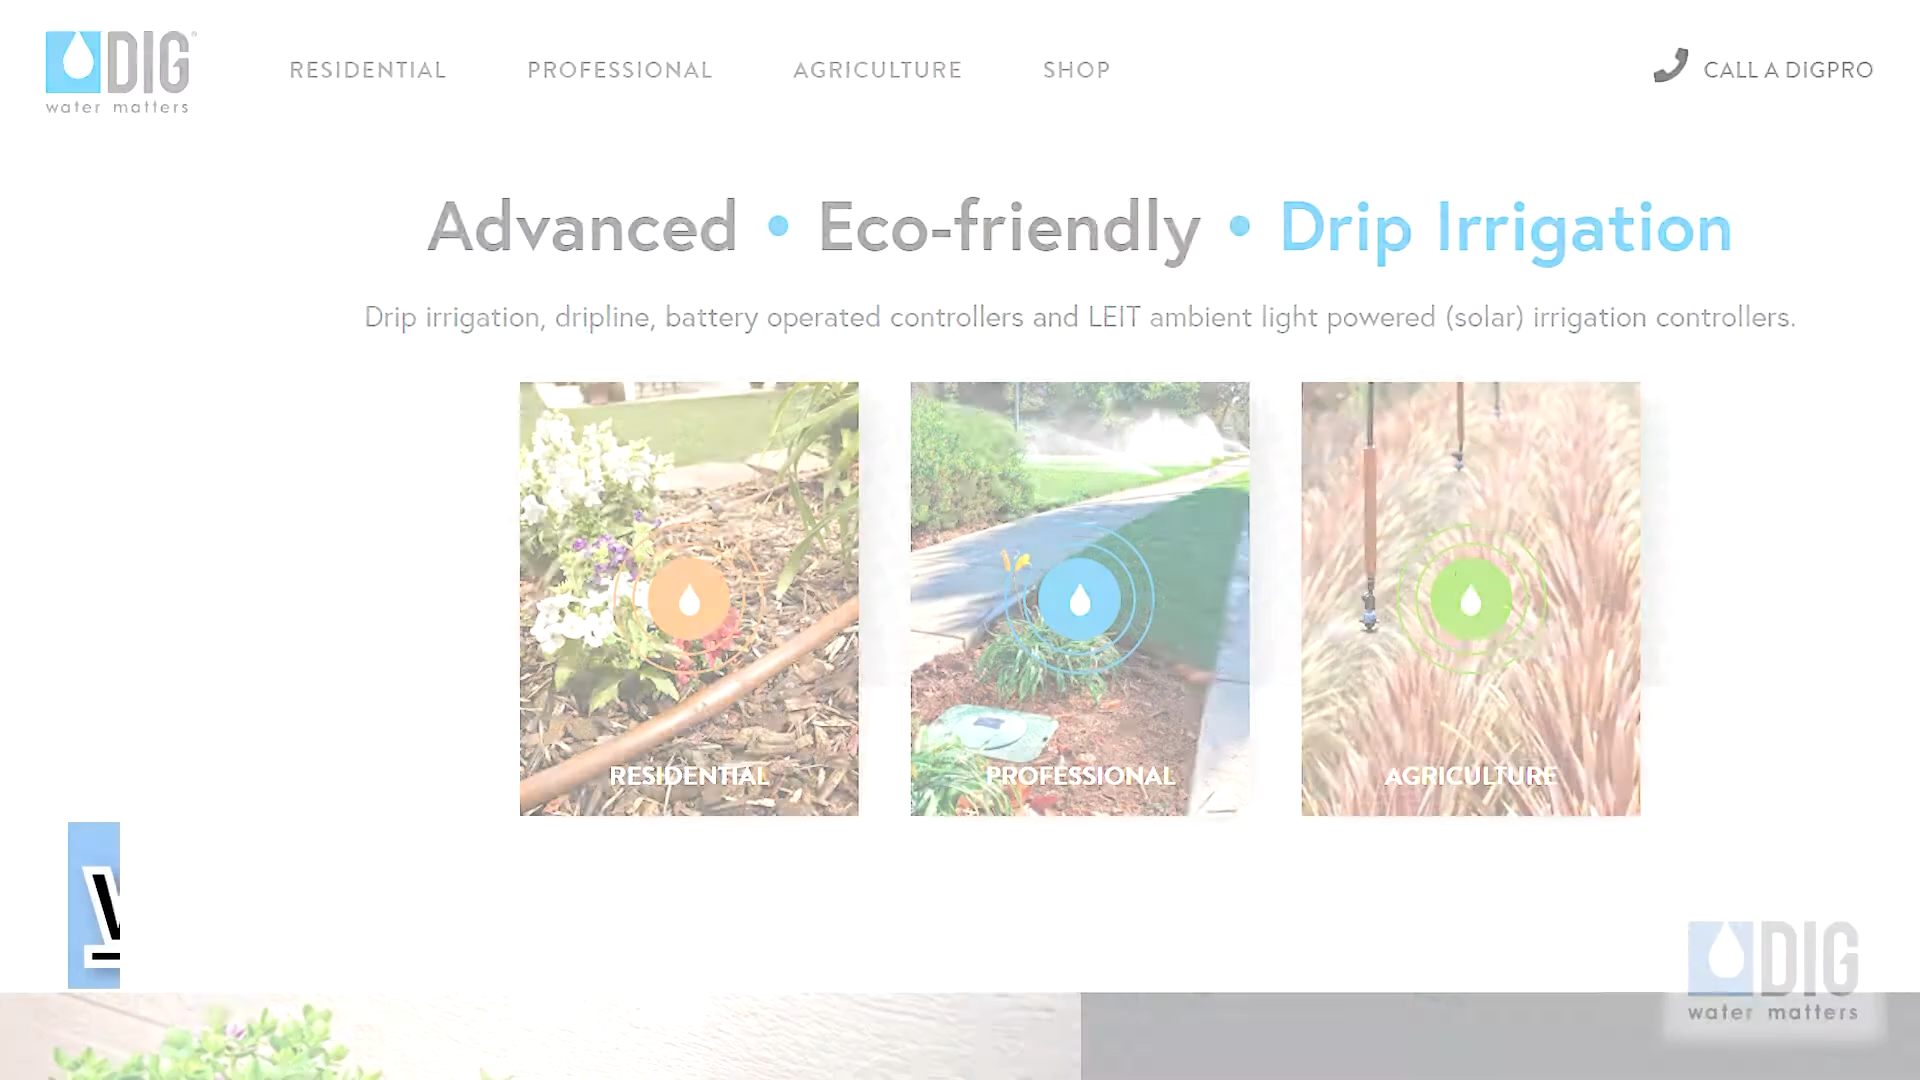 DIG
water matters
RESIDENTIAL
PROFESSIONAL
AGRICULTURE
SHOP
CALL A DIGPRO
Advanced • Eco-friendly • Drip Irrigation
Drip irrigation, dripline, battery operated controllers and LEIT ambient light powered (solar) irrigation controllers.
RESIDENTIAL
PROFESSIONAL
AGRICULTURE
DIG
water matters